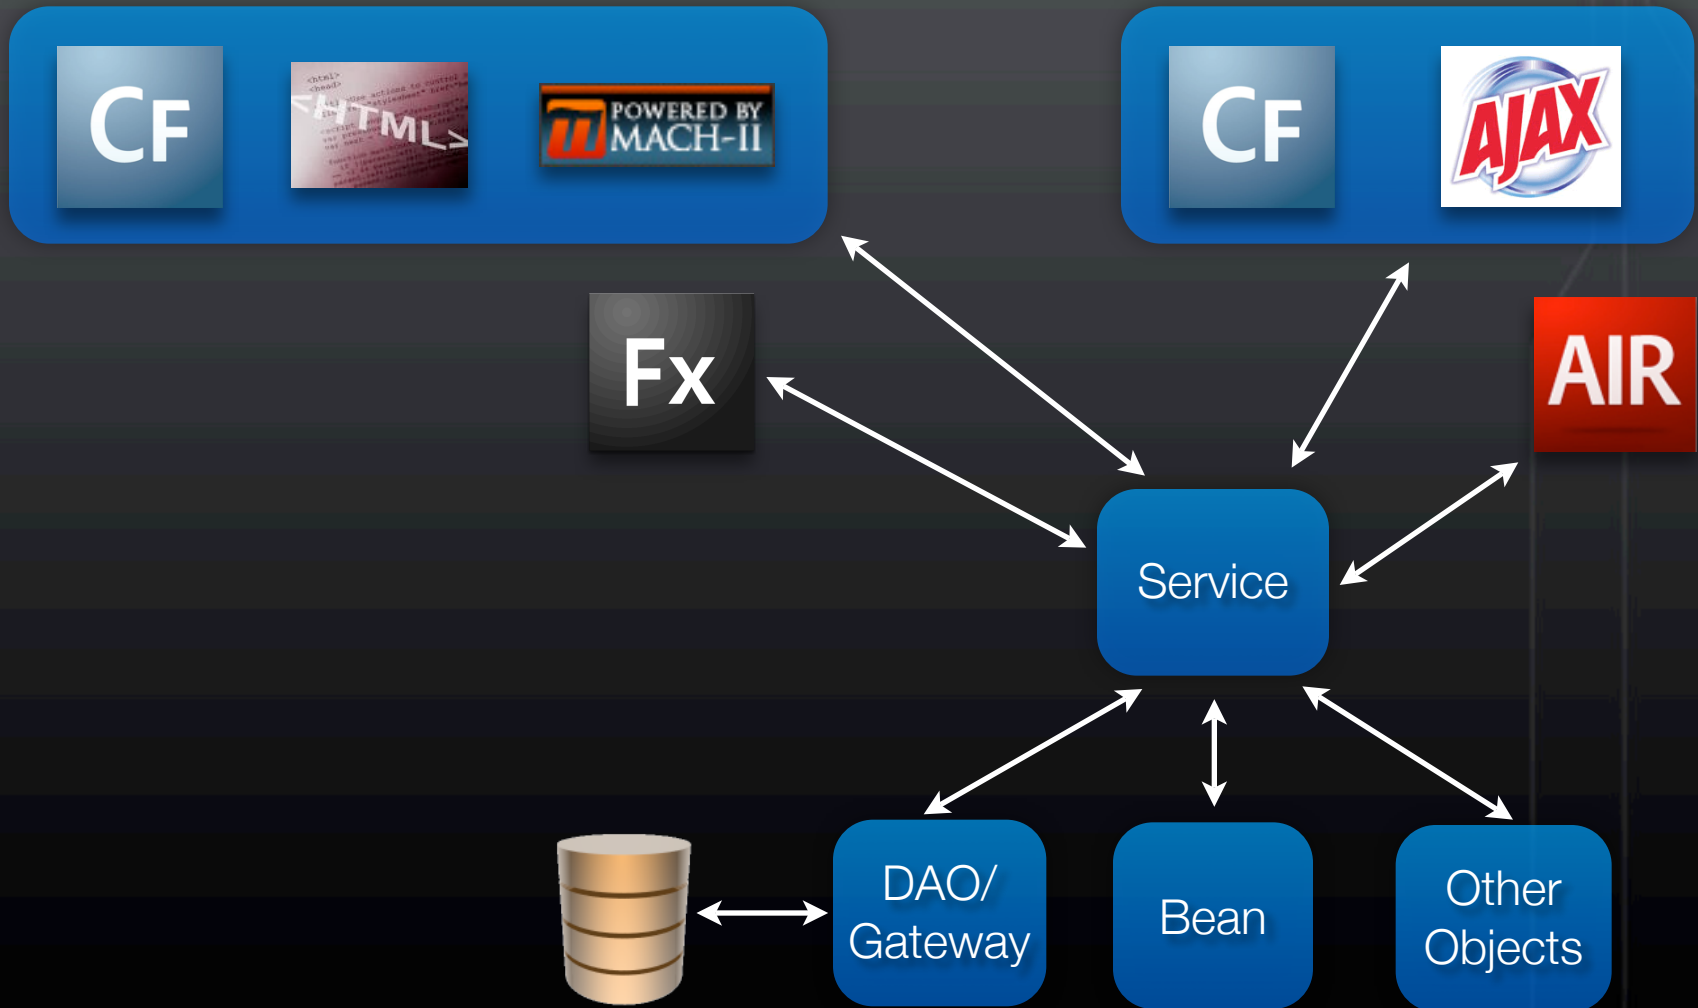 CF
<HTML>
POWERED BY
MACH-II
CF
AJAX
Fx
AIR
Service
DAO/
Gateway
Bean
Other
Objects